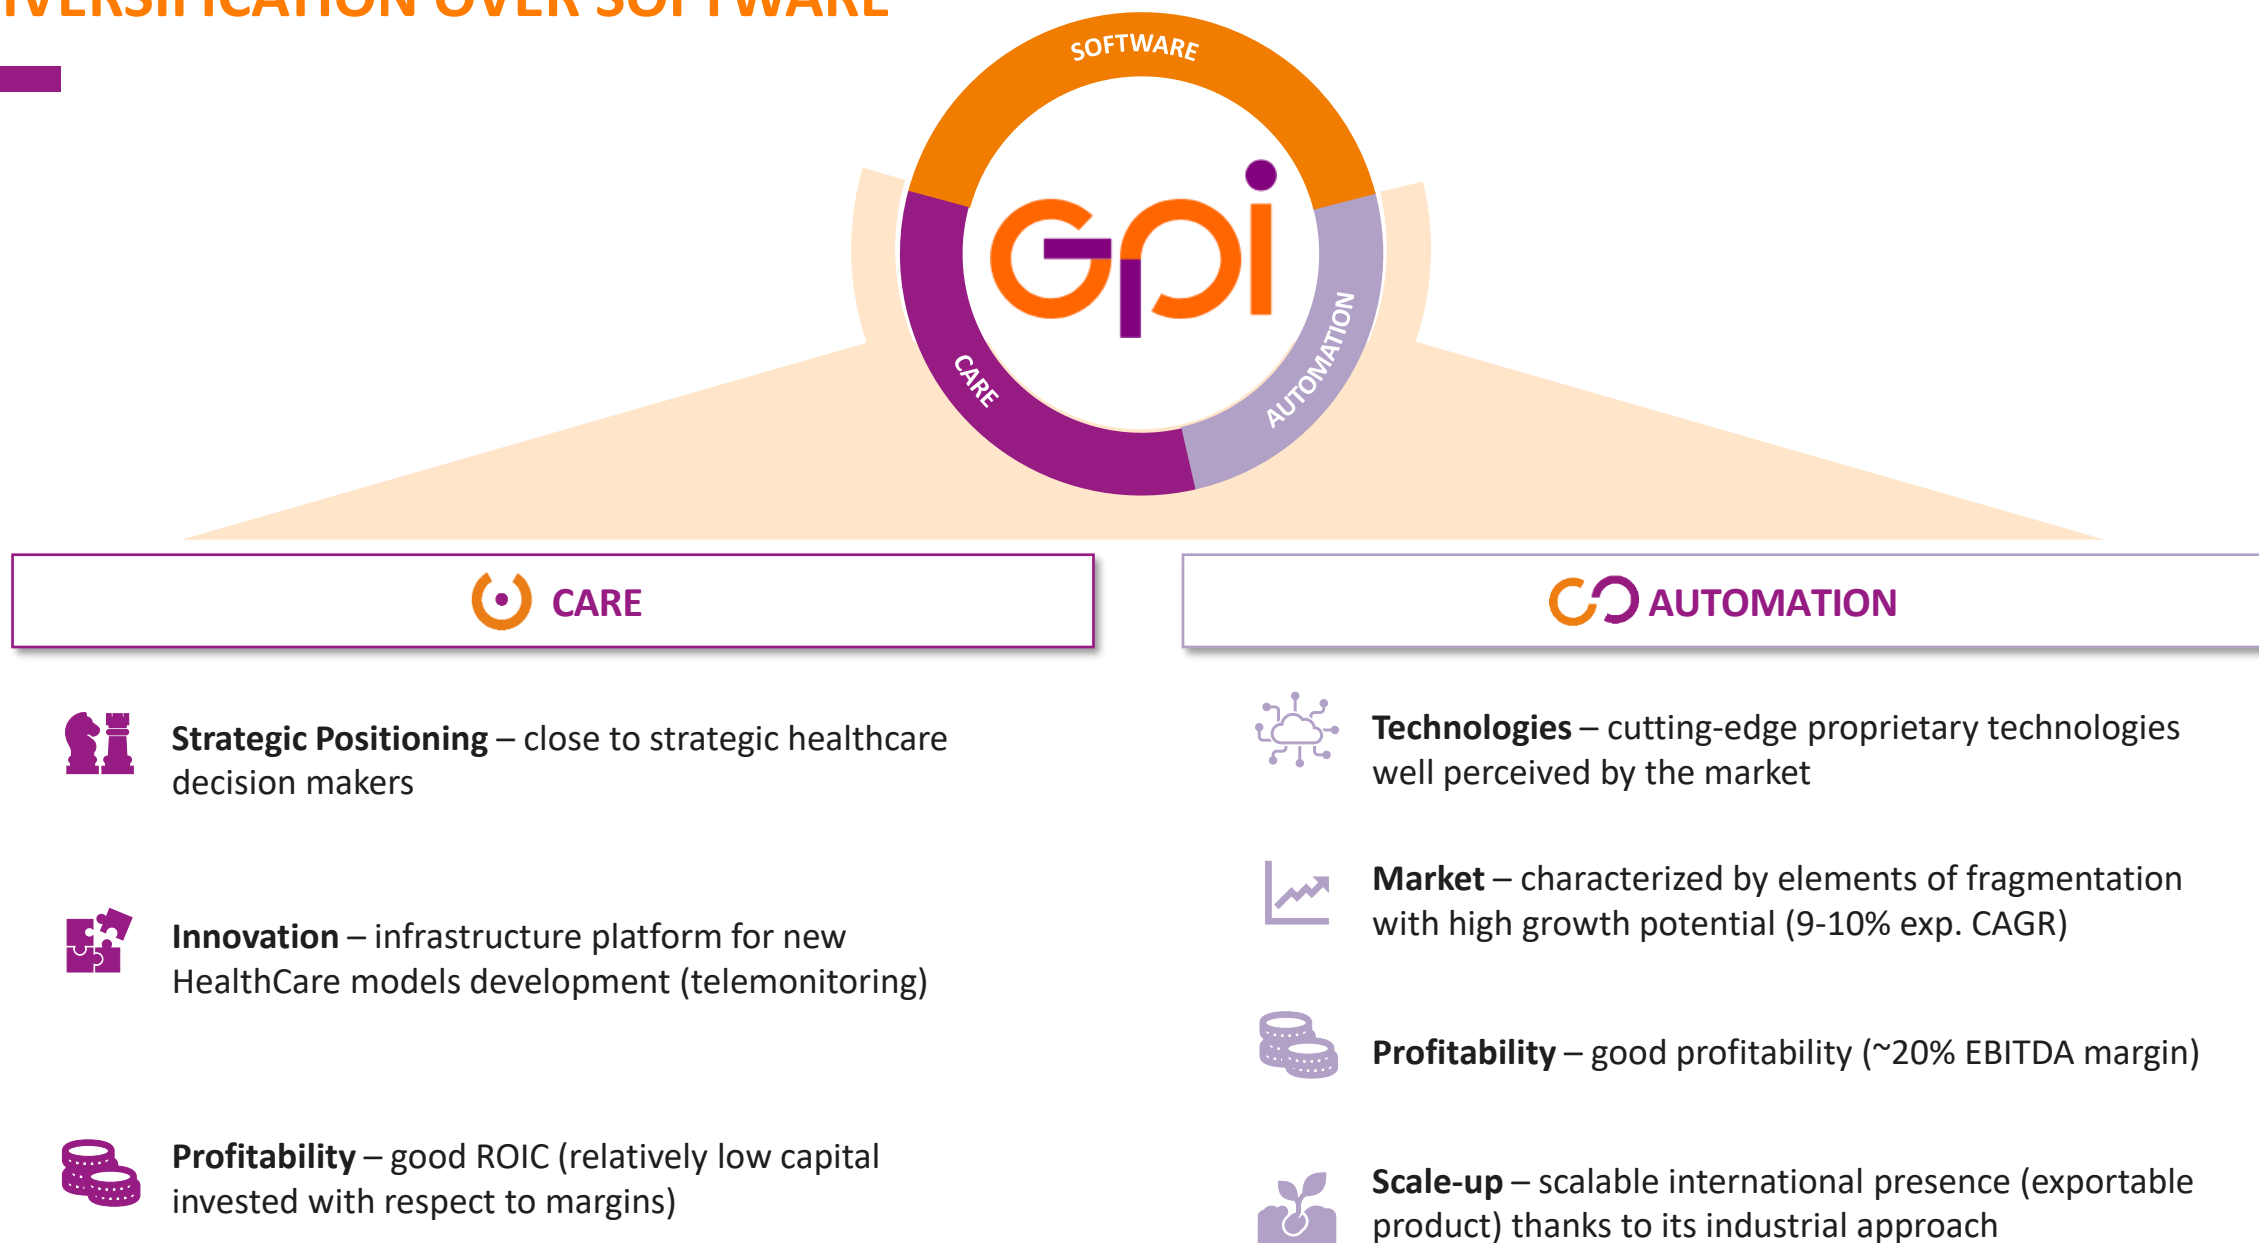 IVERSIFICATION OVER SOFTWARE
SOFTWARE
gpi
CARE
AUTOMATION
CARE
AUTOMATION
Strategic Positioning – close to strategic healthcare
decision makers
Innovation – infrastructure platform for new
HealthCare models development (telemonitoring)
Profitability – good ROIC (relatively low capital
invested with respect to margins)
Technologies – cutting-edge proprietary technologies
well perceived by the market
Market – characterized by elements of fragmentation
with high growth potential (9-10% exp. CAGR)
Profitability – good profitability (~20% EBITDA margin)
Scale-up – scalable international presence (exportable
product) thanks to its industrial approach